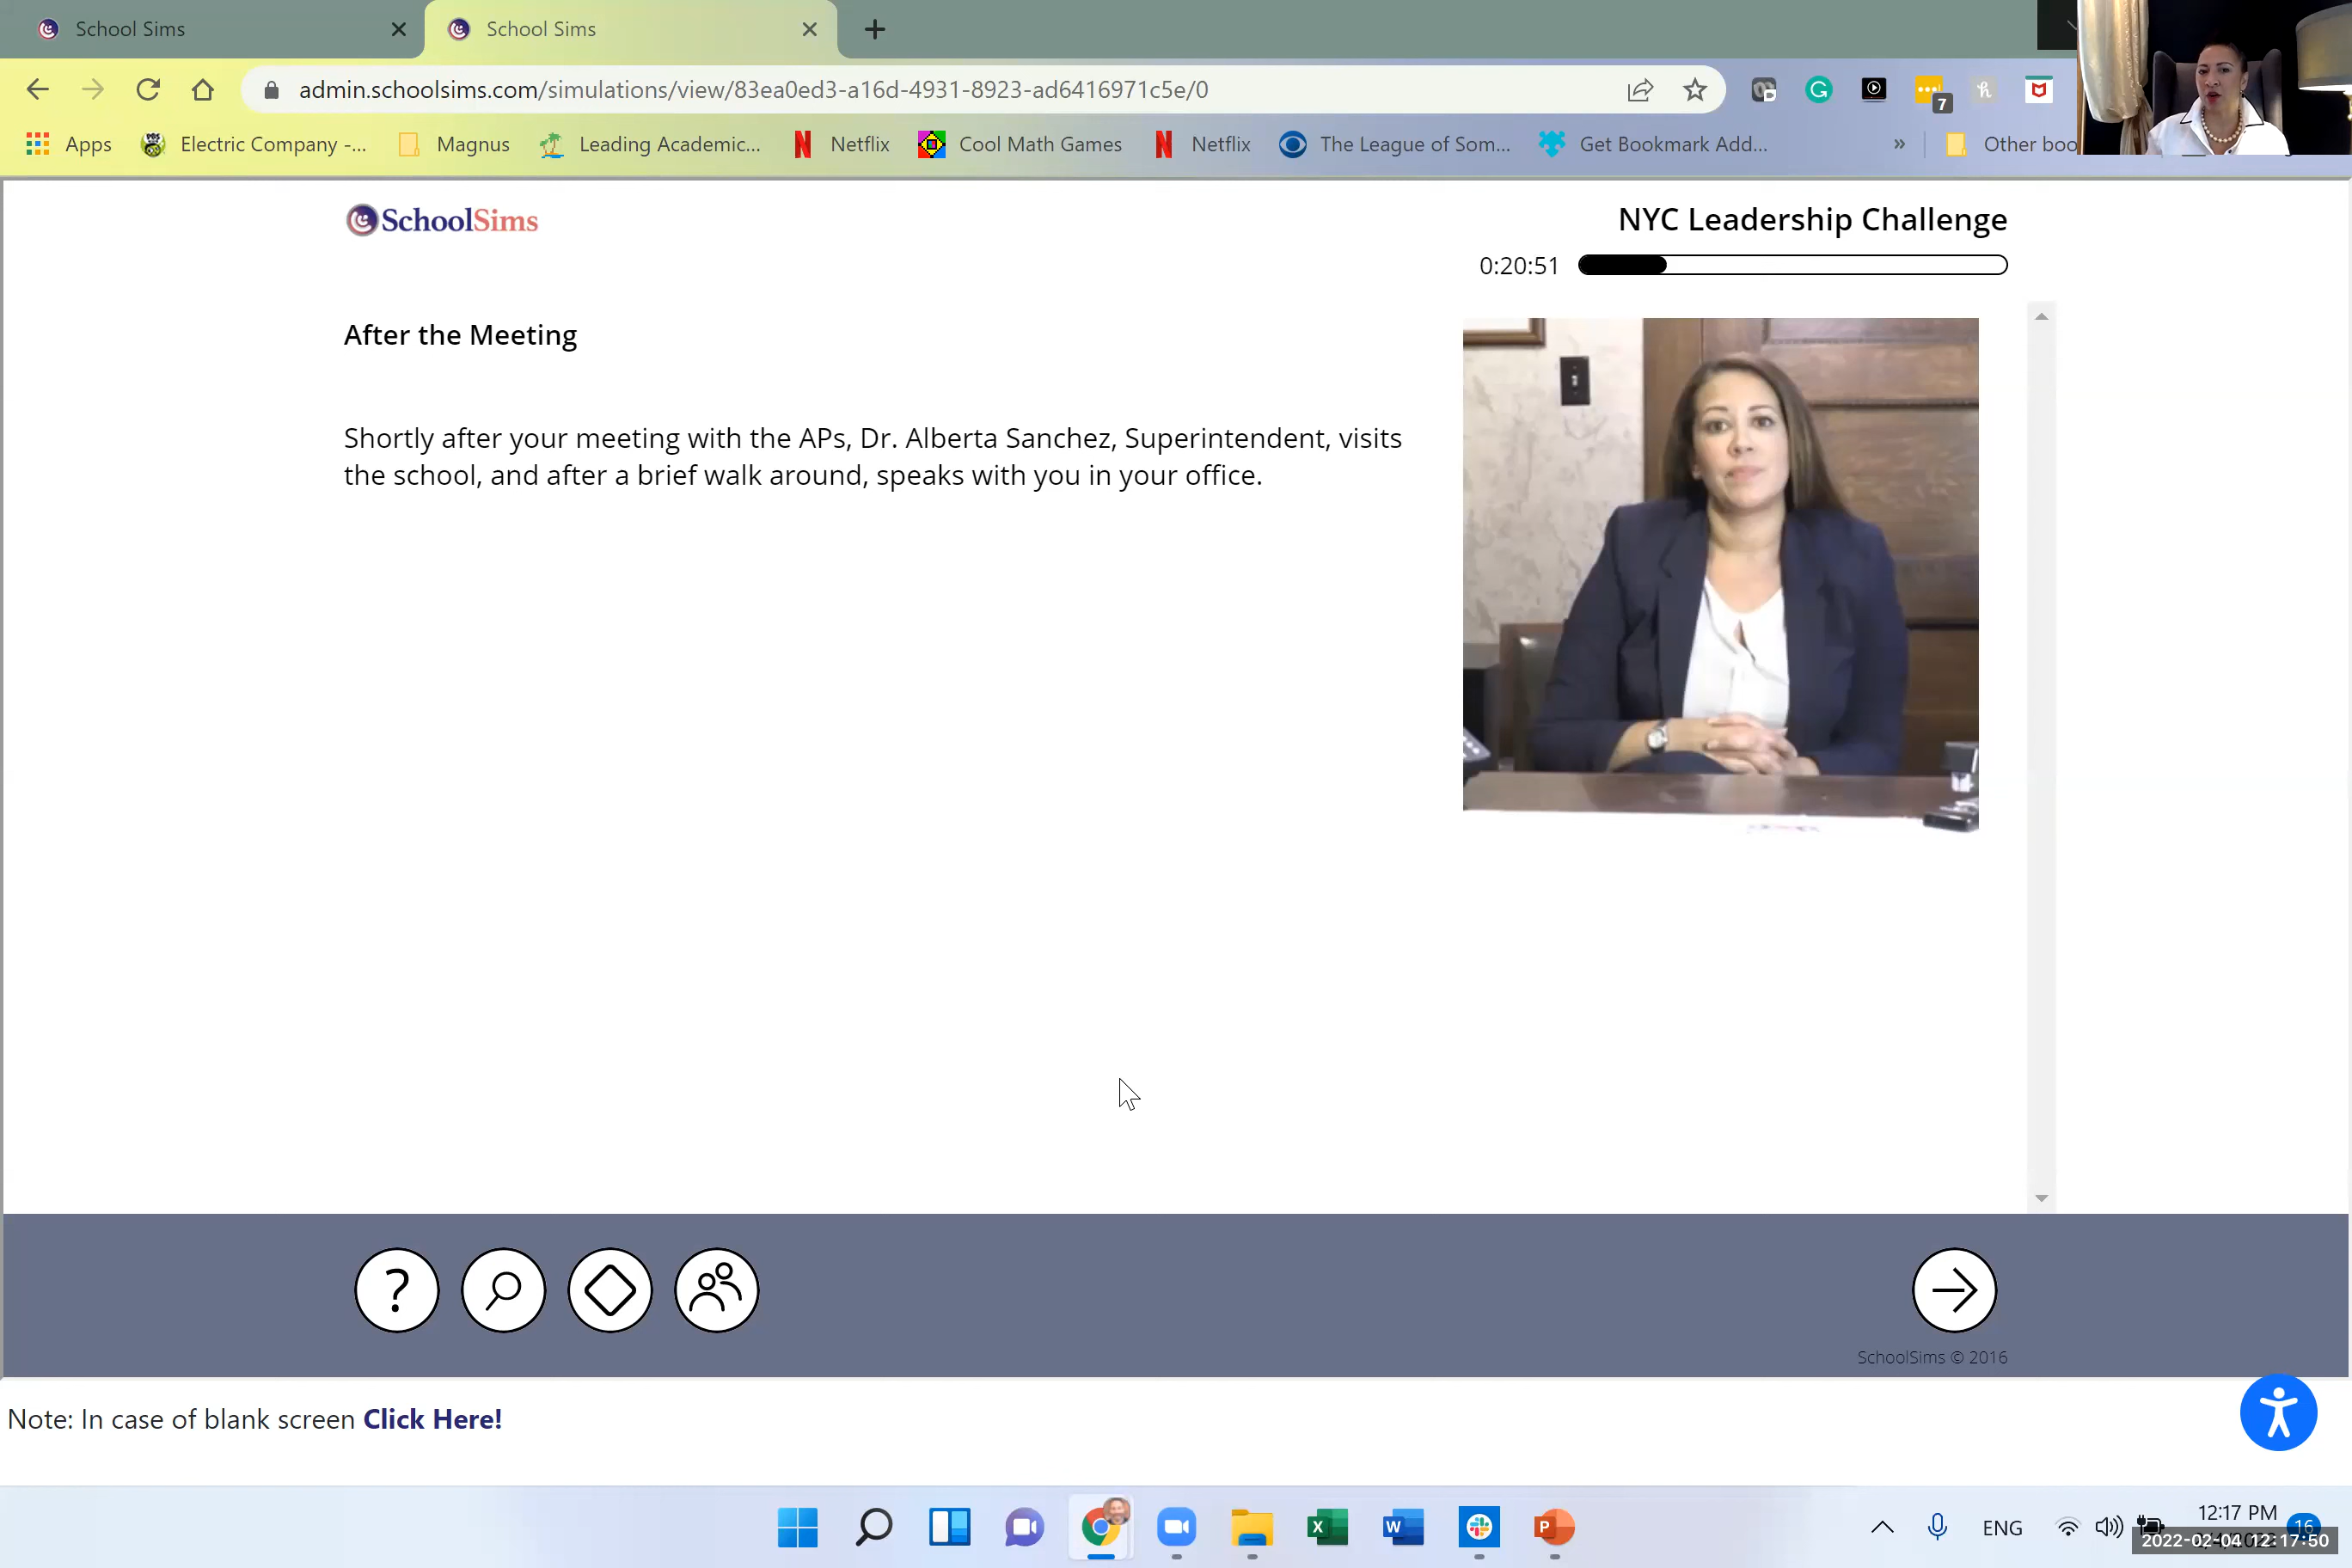 School Sims
School Sims
admin.schoolsims.com/simulations/view/83ea0ed3-a16d-4931-8923-ad6416971c5e/0
7
Apps
Electric Company -...
Magnus
Leading Academic...
Netflix
Cool Math Games
Netflix
The League of Som...
Get Bookmark Add...
»
Other boo
SchoolSims
NYC Leadership Challenge
0:20:51
After the Meeting
Shortly after your meeting with the APs, Dr. Alberta Sanchez, Superintendent, visits
the school, and after a brief walk around, speaks with you in your office.
?
SchoolSims © 2016
Note: In case of blank screen Click Here!
ENG
12:17 PM
16
2022-02-04 12:17:50